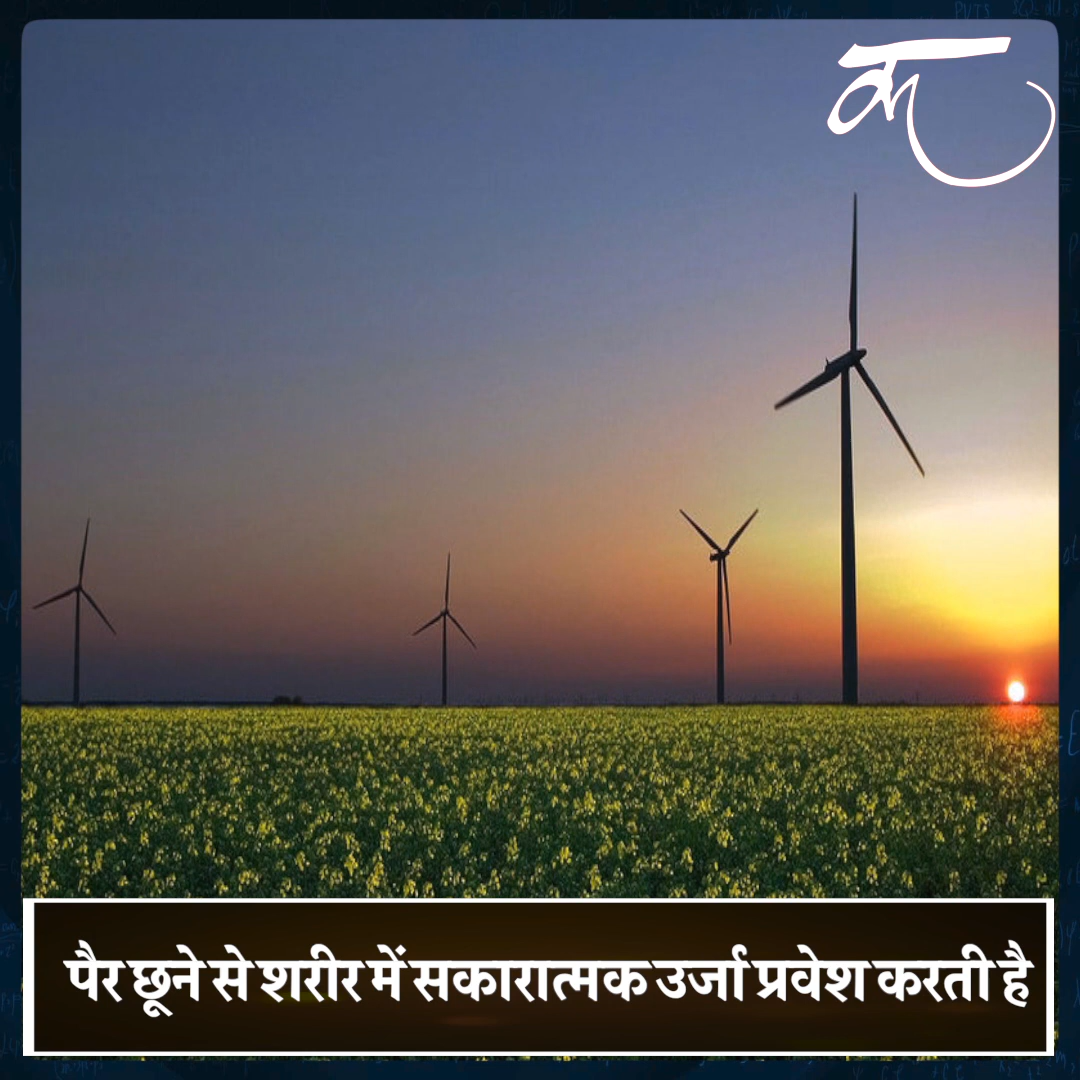 क
पैर छूने से शरीर में सकारात्मक उर्जा प्रवेश करती है